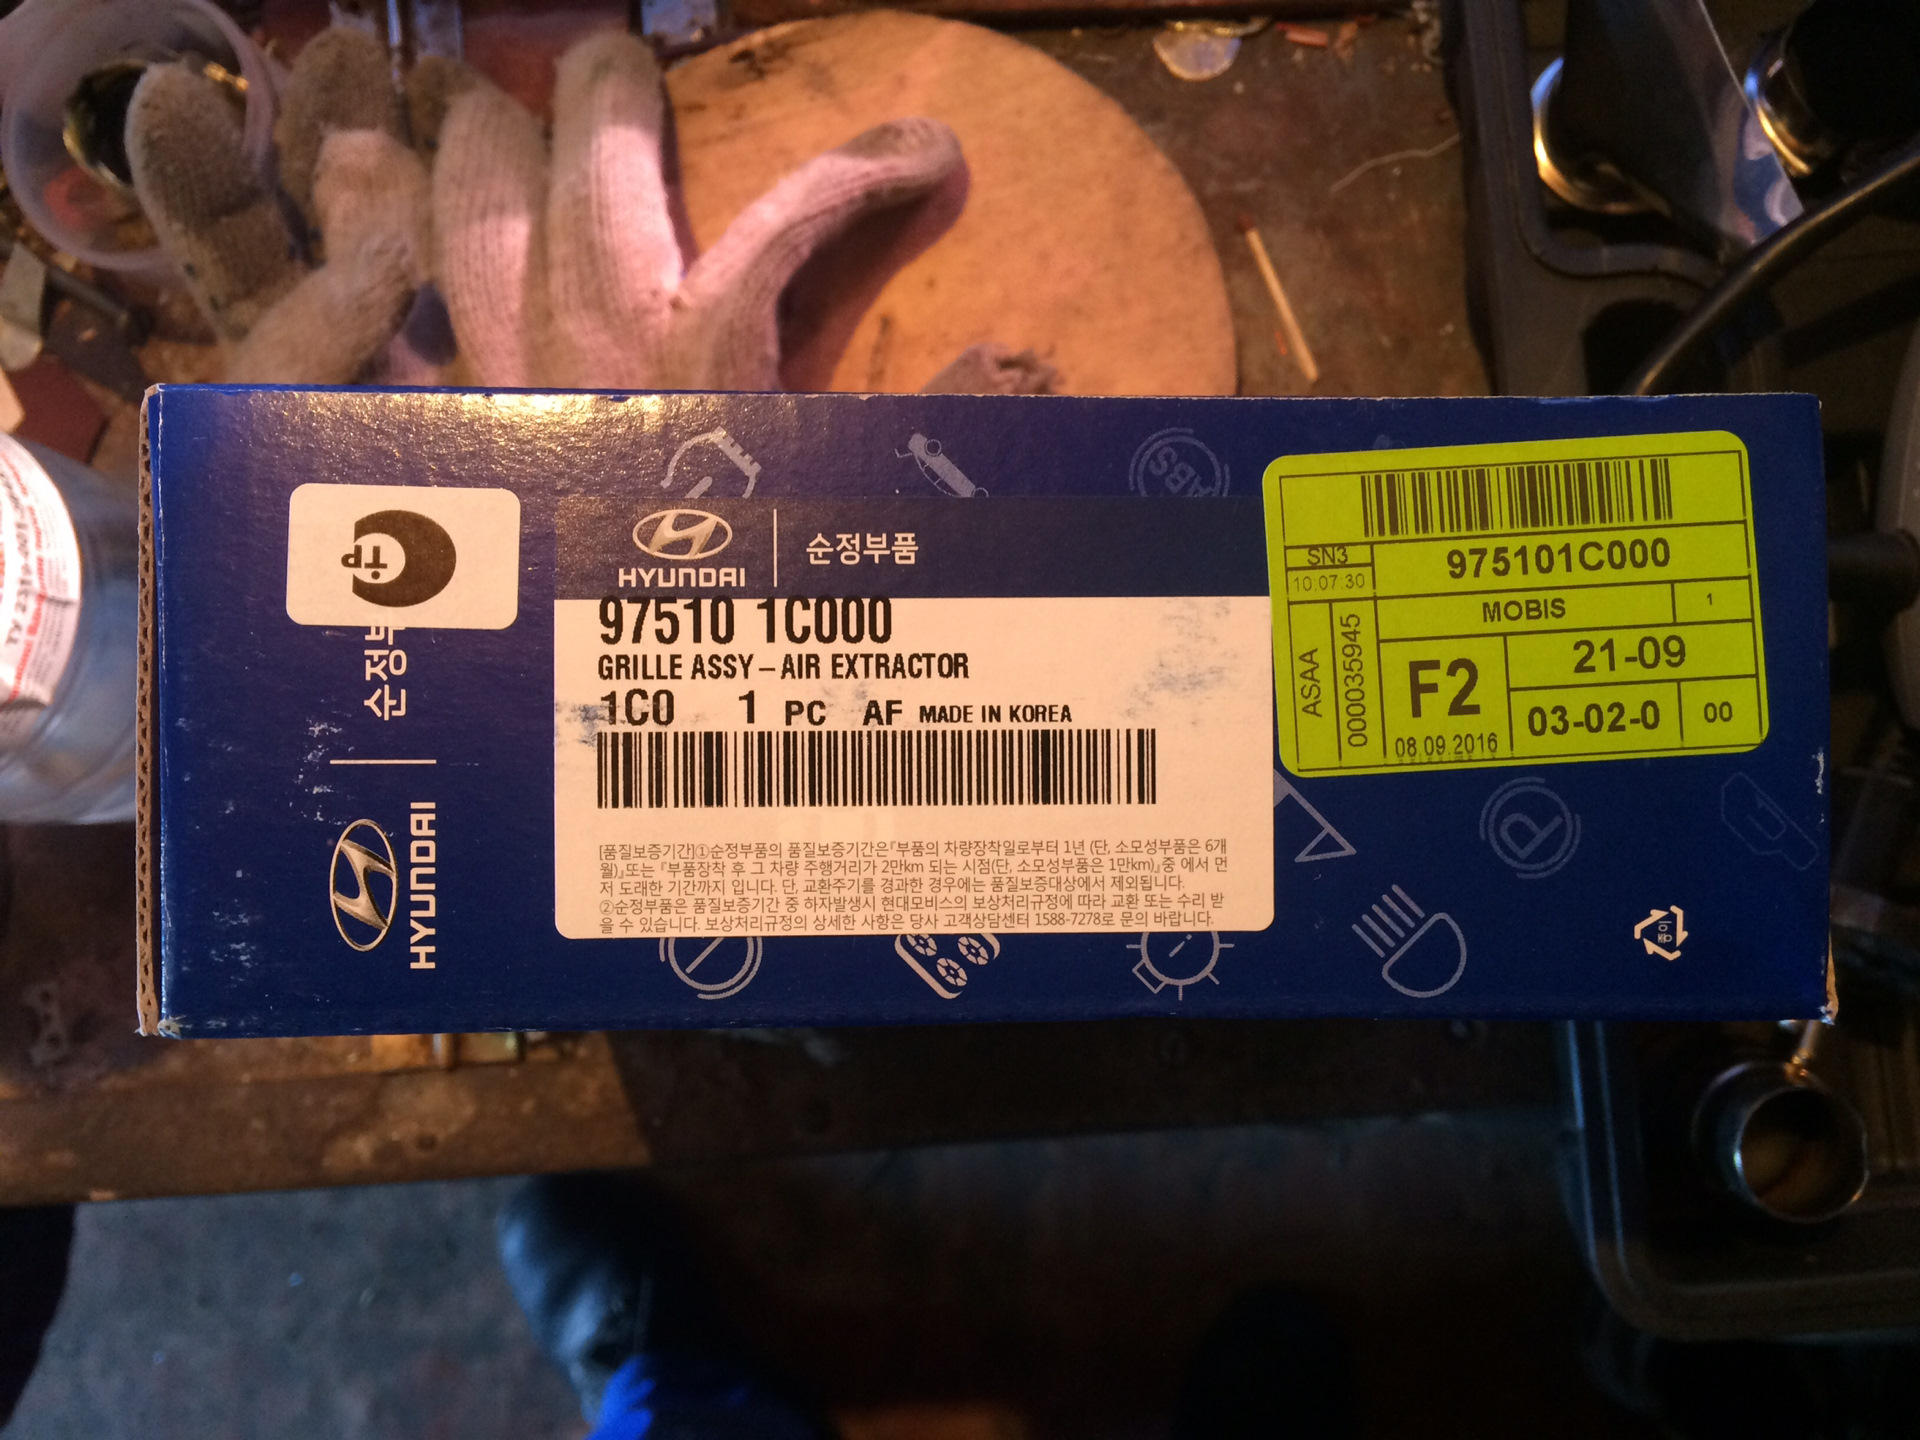 HYUNDAI
순정부품
97510 1C000
GRILLE ASSY – AIR EXTRACTOR
1C0 1 PC AF MADE IN KOREA
[품질보증기간]①순정부품의 품질보증기간은『부품의 차량장착일로부터 1년 (단, 소모성부품은 6개
월)』또는 『부품장착 후 그 차량 주행거리가 2만km 되는 시점(단, 소모성부품은 1만km)』중 에서 먼
저 도래한 기간까지 입니다. 단, 교환주기를 경과한 경우에는 품질보증대상에서 제외됩니다.
②순정부품은 품질보증기간 중 하자발생시 현대모비스의 보상처리규정에 따라 교환 또는 수리 받
을 수 있습니다. 보상처리규정의 상세한 사항은 당사 고객상담센터 1588-7278로 문의 바랍니다.
SN3
975101C000
10:07:30
MOBIS
1
ASAA
0000035945
F2
21-09
08.09.2016
03-02-0
00
TP
순정부
HYUNDAI
ABS
P
종이